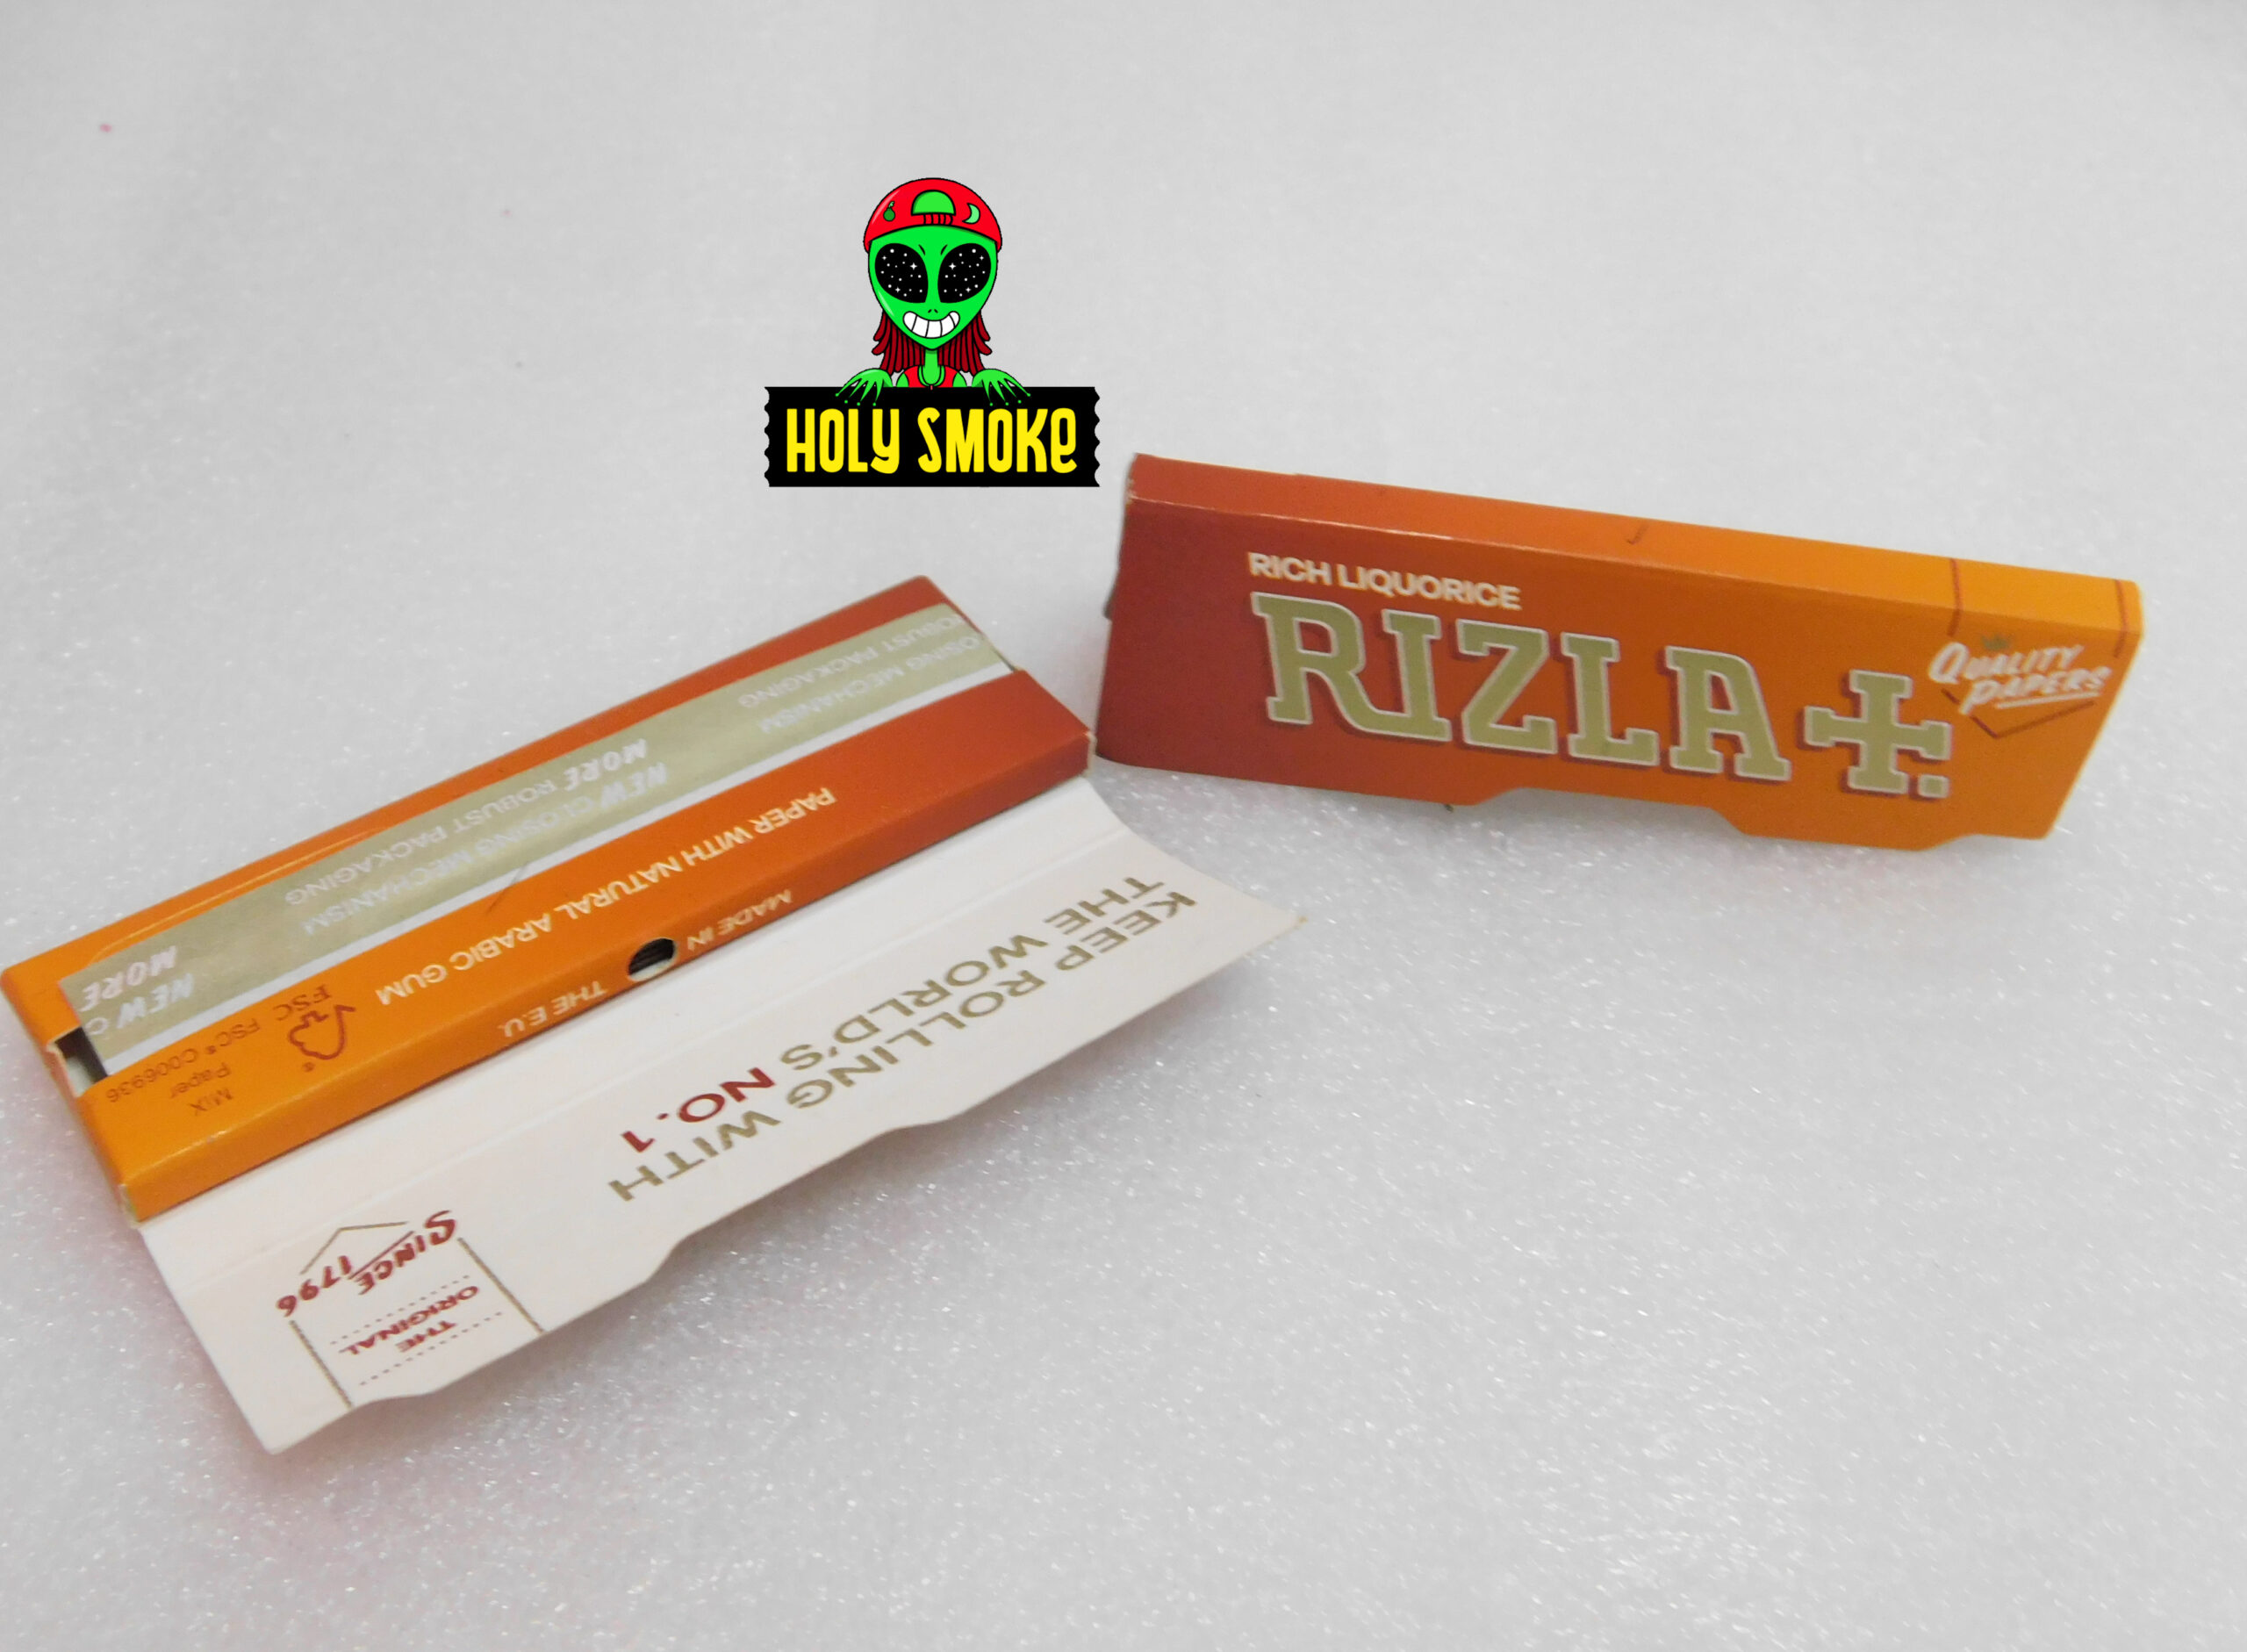 HOLY SMOKE
RICH LIQUORICE
RIZLA+.
QUALITY
PAPERS
OSING MECHANISM
OBUST PACKAGING
NEW CLOSING MECHANISM
MORE ROBUST PACKAGING
NEW C
MORE
PAPER WITH NATURAL ARABIC GUM
MADE IN
THE E.U.
FSC
MIX
Paper
FSC® C006936
KEEP ROLLING WITH
THE WORLD'S NO.1
THE
ORIGINAL
SINCE
1796